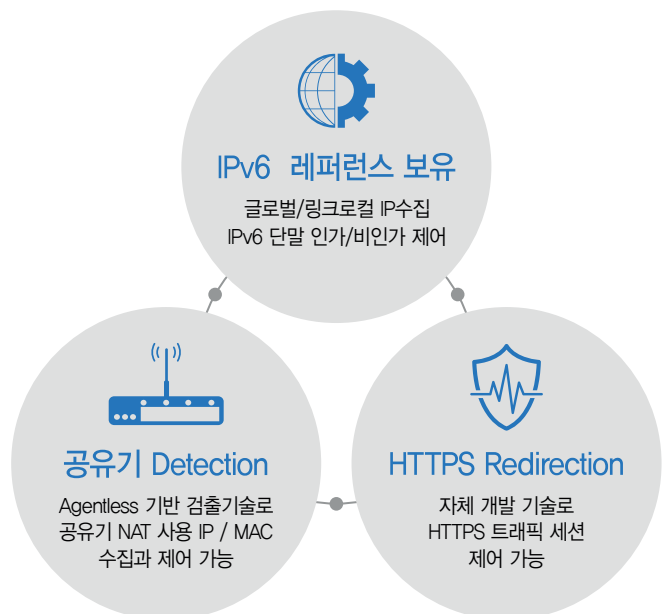 IPv6 레퍼런스 보유
글로벌/링크로컬 IP수집
IPv6 단말 인가/비인가 제어
공유기 Detection
Agentless 기반 검출기술로
공유기 NAT 사용 IP / MAC
수집과 제어 가능
HTTPS Redirection
자체 개발 기술로
HTTPS 트래픽 세션
제어 가능